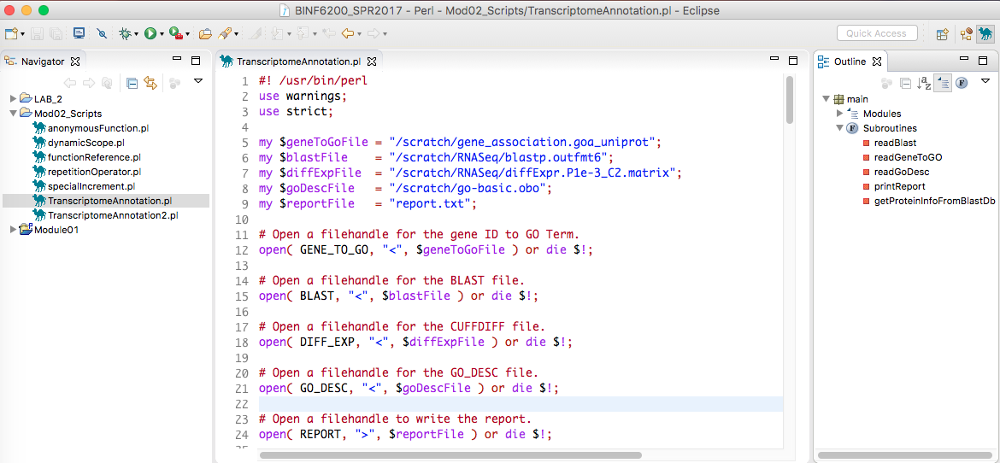 BINF6200_SPR2017 - Perl - Mod02_Scripts/TranscriptomeAnnotation.pl - Eclipse
Quick Access
Navigator
LAB_2
Mod02_Scripts
anonymousFunction.pl
dynamicScope.pl
functionReference.pl
repetitionOperator.pl
specialIncrement.pl
TranscriptomeAnnotation.pl
TranscriptomeAnnotation2.pl
Module01
TranscriptomeAnnotation.pl
1 #! /usr/bin/perl
2 use warnings;
3 use strict;
4
5 my $geneToGoFile = "/scratch/gene_association.goa_uniprot";
6 my $blastFile    = "/scratch/RNASeq/blastp.outfmt6";
7 my $diffExpFile  = "/scratch/RNASeq/diffExpr.P1e-3_C2.matrix";
8 my $goDescFile   = "/scratch/go-basic.obo";
9 my $reportFile   = "report.txt";
10
11 # Open a filehandle for the gene ID to GO Term.
12 open( GENE_TO_GO, "<", $geneToGoFile ) or die $!;
13
14 # Open a filehandle for the BLAST file.
15 open( BLAST, "<", $blastFile ) or die $!;
16
17 # Open a filehandle for the CUFFDIFF file.
18 open( DIFF_EXP, "<", $diffExpFile ) or die $!;
19
20 # Open a filehandle for the GO_DESC file.
21 open( GO_DESC, "<", $goDescFile ) or die $!;
22
23 # Open a filehandle to write the report.
24 open( REPORT, ">", $reportFile ) or die $!;
Outline
main
Modules
Subroutines
readBlast
readGeneToGO
readGoDesc
printReport
getProteinInfoFromBlastDb